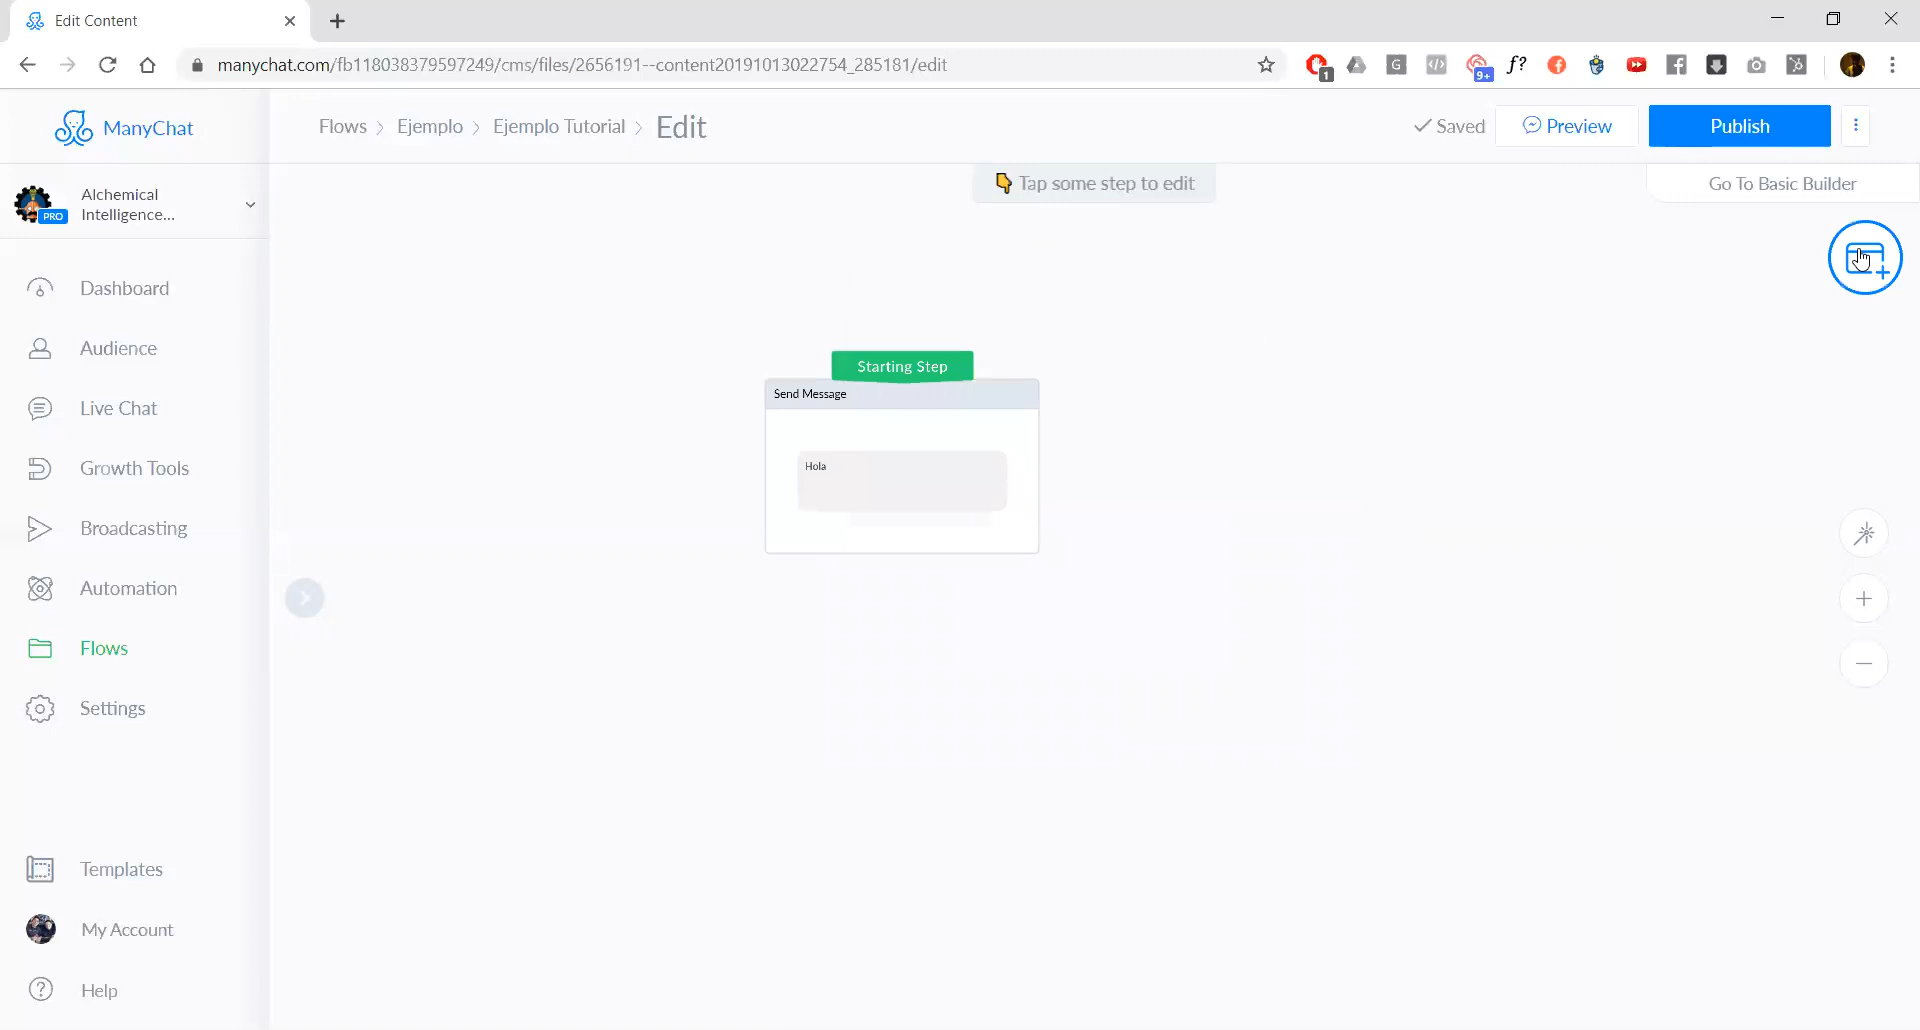 Edit Content
manychat.com/fb118038379597249/cms/files/2656191--content20191013022754_285181/edit
1
G
9+
f?
ManyChat
Flows > Ejemplo > Ejemplo Tutorial > Edit
Saved
Preview
Publish
Alchemical
Intelligence...
PRO
Tap some step to edit
Go To Basic Builder
Dashboard
Audience
Live Chat
Growth Tools
Broadcasting
Automation
Flows
Settings
Templates
My Account
Help
Starting Step
Send Message
Hola